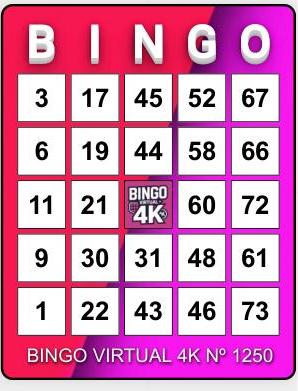 B I N G O
3 17 45 52 67
6 19 44 58 66
11 21 BINGO VIRTUAL 4K 60 72
9 30 31 48 61
1 22 43 46 73
BINGO VIRTUAL 4K Nº 1250